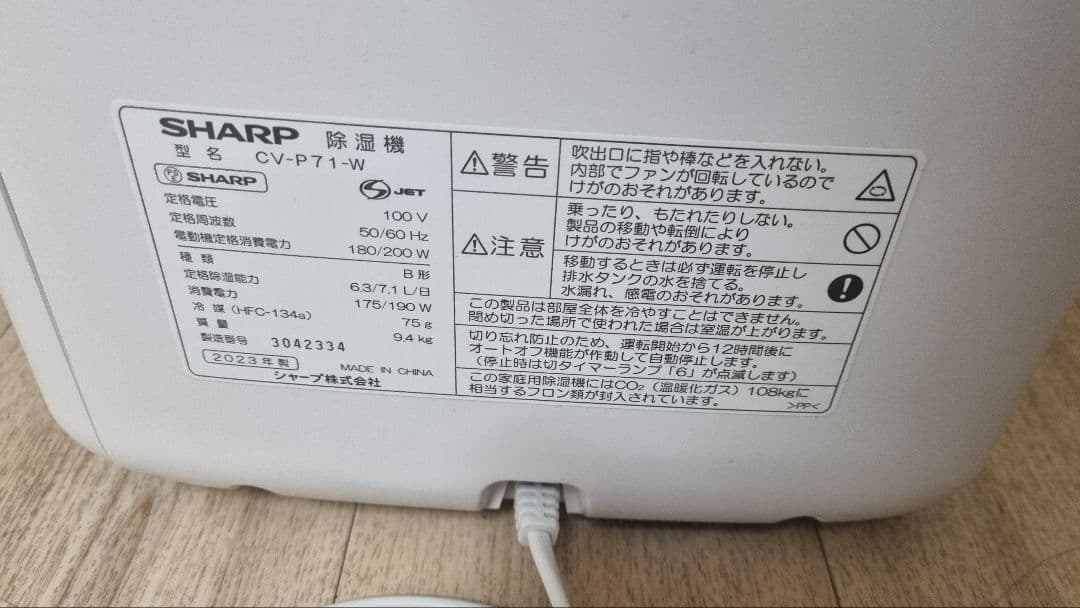 SHARP 除湿機
型名 CV-P71-W
SHARP
JET
定格電圧 100 V
定格周波数 50/60 Hz
電動機定格消費電力 180/200 W
種類 B 形
定格除湿能力 6.3/7.1 L/日
消費電力 175/190 W
冷媒(HFC-134a) 75 g
質量 9.4 kg
製造番号 3042334
2023年製 MADE IN CHINA
シャープ株式会社
警告
吹出口に指や棒などを入れない。
内部でファンが回転しているので
けがのおそれがあります。
注意
乗ったり、もたれたりしない。
製品の移動や転倒により
けがのおそれがあります。
移動するときは必ず運転を停止し
排水タンクの水を捨てる。
水漏れ、感電のおそれがあります。
この製品は部屋全体を冷やすことはできません。
閉め切った場所で使われた場合は室温が上がります。
切り忘れ防止のため、運転開始から12時間後に
オートオフ機能が作動して自動停止します。
(停止時は切タイマーランプ「6」が点滅します)
この家庭用除湿機にはCO₂(温暖化ガス)108kgに
相当するフロン類が封入されています。
>PP<